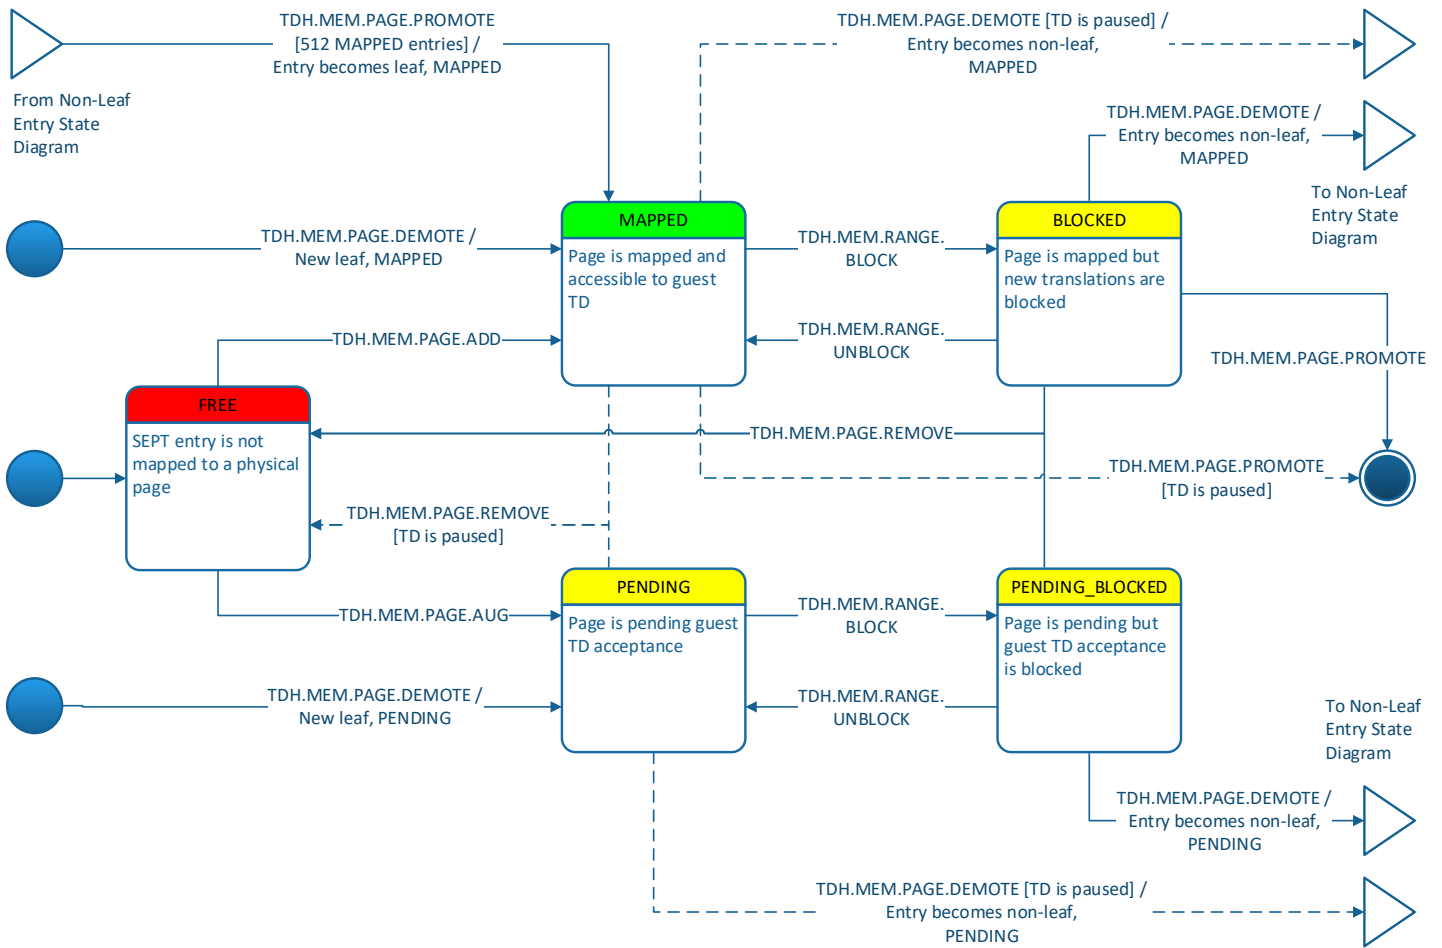 TDH.MEM.PAGE.PROMOTE
[512 MAPPED entries] /
Entry becomes leaf, MAPPED
TDH.MEM.PAGE.DEMOTE [TD is paused] /
Entry becomes non-leaf,
MAPPED
From Non-Leaf
Entry State
Diagram
TDH.MEM.PAGE.DEMOTE /
Entry becomes non-leaf,
MAPPED
To Non-Leaf
Entry State
Diagram
TDH.MEM.PAGE.DEMOTE /
New leaf, MAPPED
MAPPED
Page is mapped and
accessible to guest
TD
TDH.MEM.RANGE.
BLOCK
BLOCKED
Page is mapped but
new translations are
blocked
TDH.MEM.PAGE.ADD
TDH.MEM.RANGE.
UNBLOCK
TDH.MEM.PAGE.PROMOTE
FREE
SEPT entry is not
mapped to a physical
page
TDH.MEM.PAGE.REMOVE
TDH.MEM.PAGE.PROMOTE
[TD is paused]
TDH.MEM.PAGE.REMOVE
[TD is paused]
TDH.MEM.PAGE.AUG
PENDING
Page is pending guest
TD acceptance
TDH.MEM.RANGE.
BLOCK
PENDING_BLOCKED
Page is pending but
guest TD acceptance
is blocked
TDH.MEM.PAGE.DEMOTE /
New leaf, PENDING
TDH.MEM.RANGE.
UNBLOCK
To Non-Leaf
Entry State
Diagram
TDH.MEM.PAGE.DEMOTE /
Entry becomes non-leaf,
PENDING
TDH.MEM.PAGE.DEMOTE [TD is paused] /
Entry becomes non-leaf,
PENDING